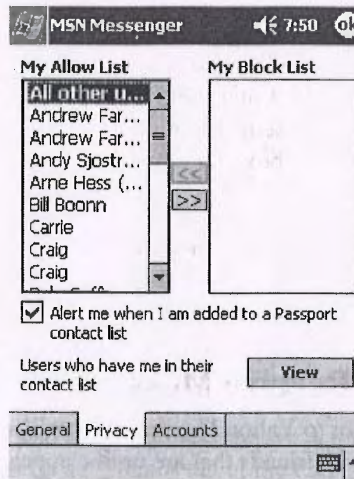 MSN Messenger 7:50 ok
My Allow List My Block List
All other u...
Andrew Far...
Andrew Far...
Andy Sjostr...
Arne Hess (...
Bill Boonn
Carrie
Craig
Craig
<<
>>
Alert me when I am added to a Passport
contact list
Users who have me in their
contact list
View
General Privacy Accounts